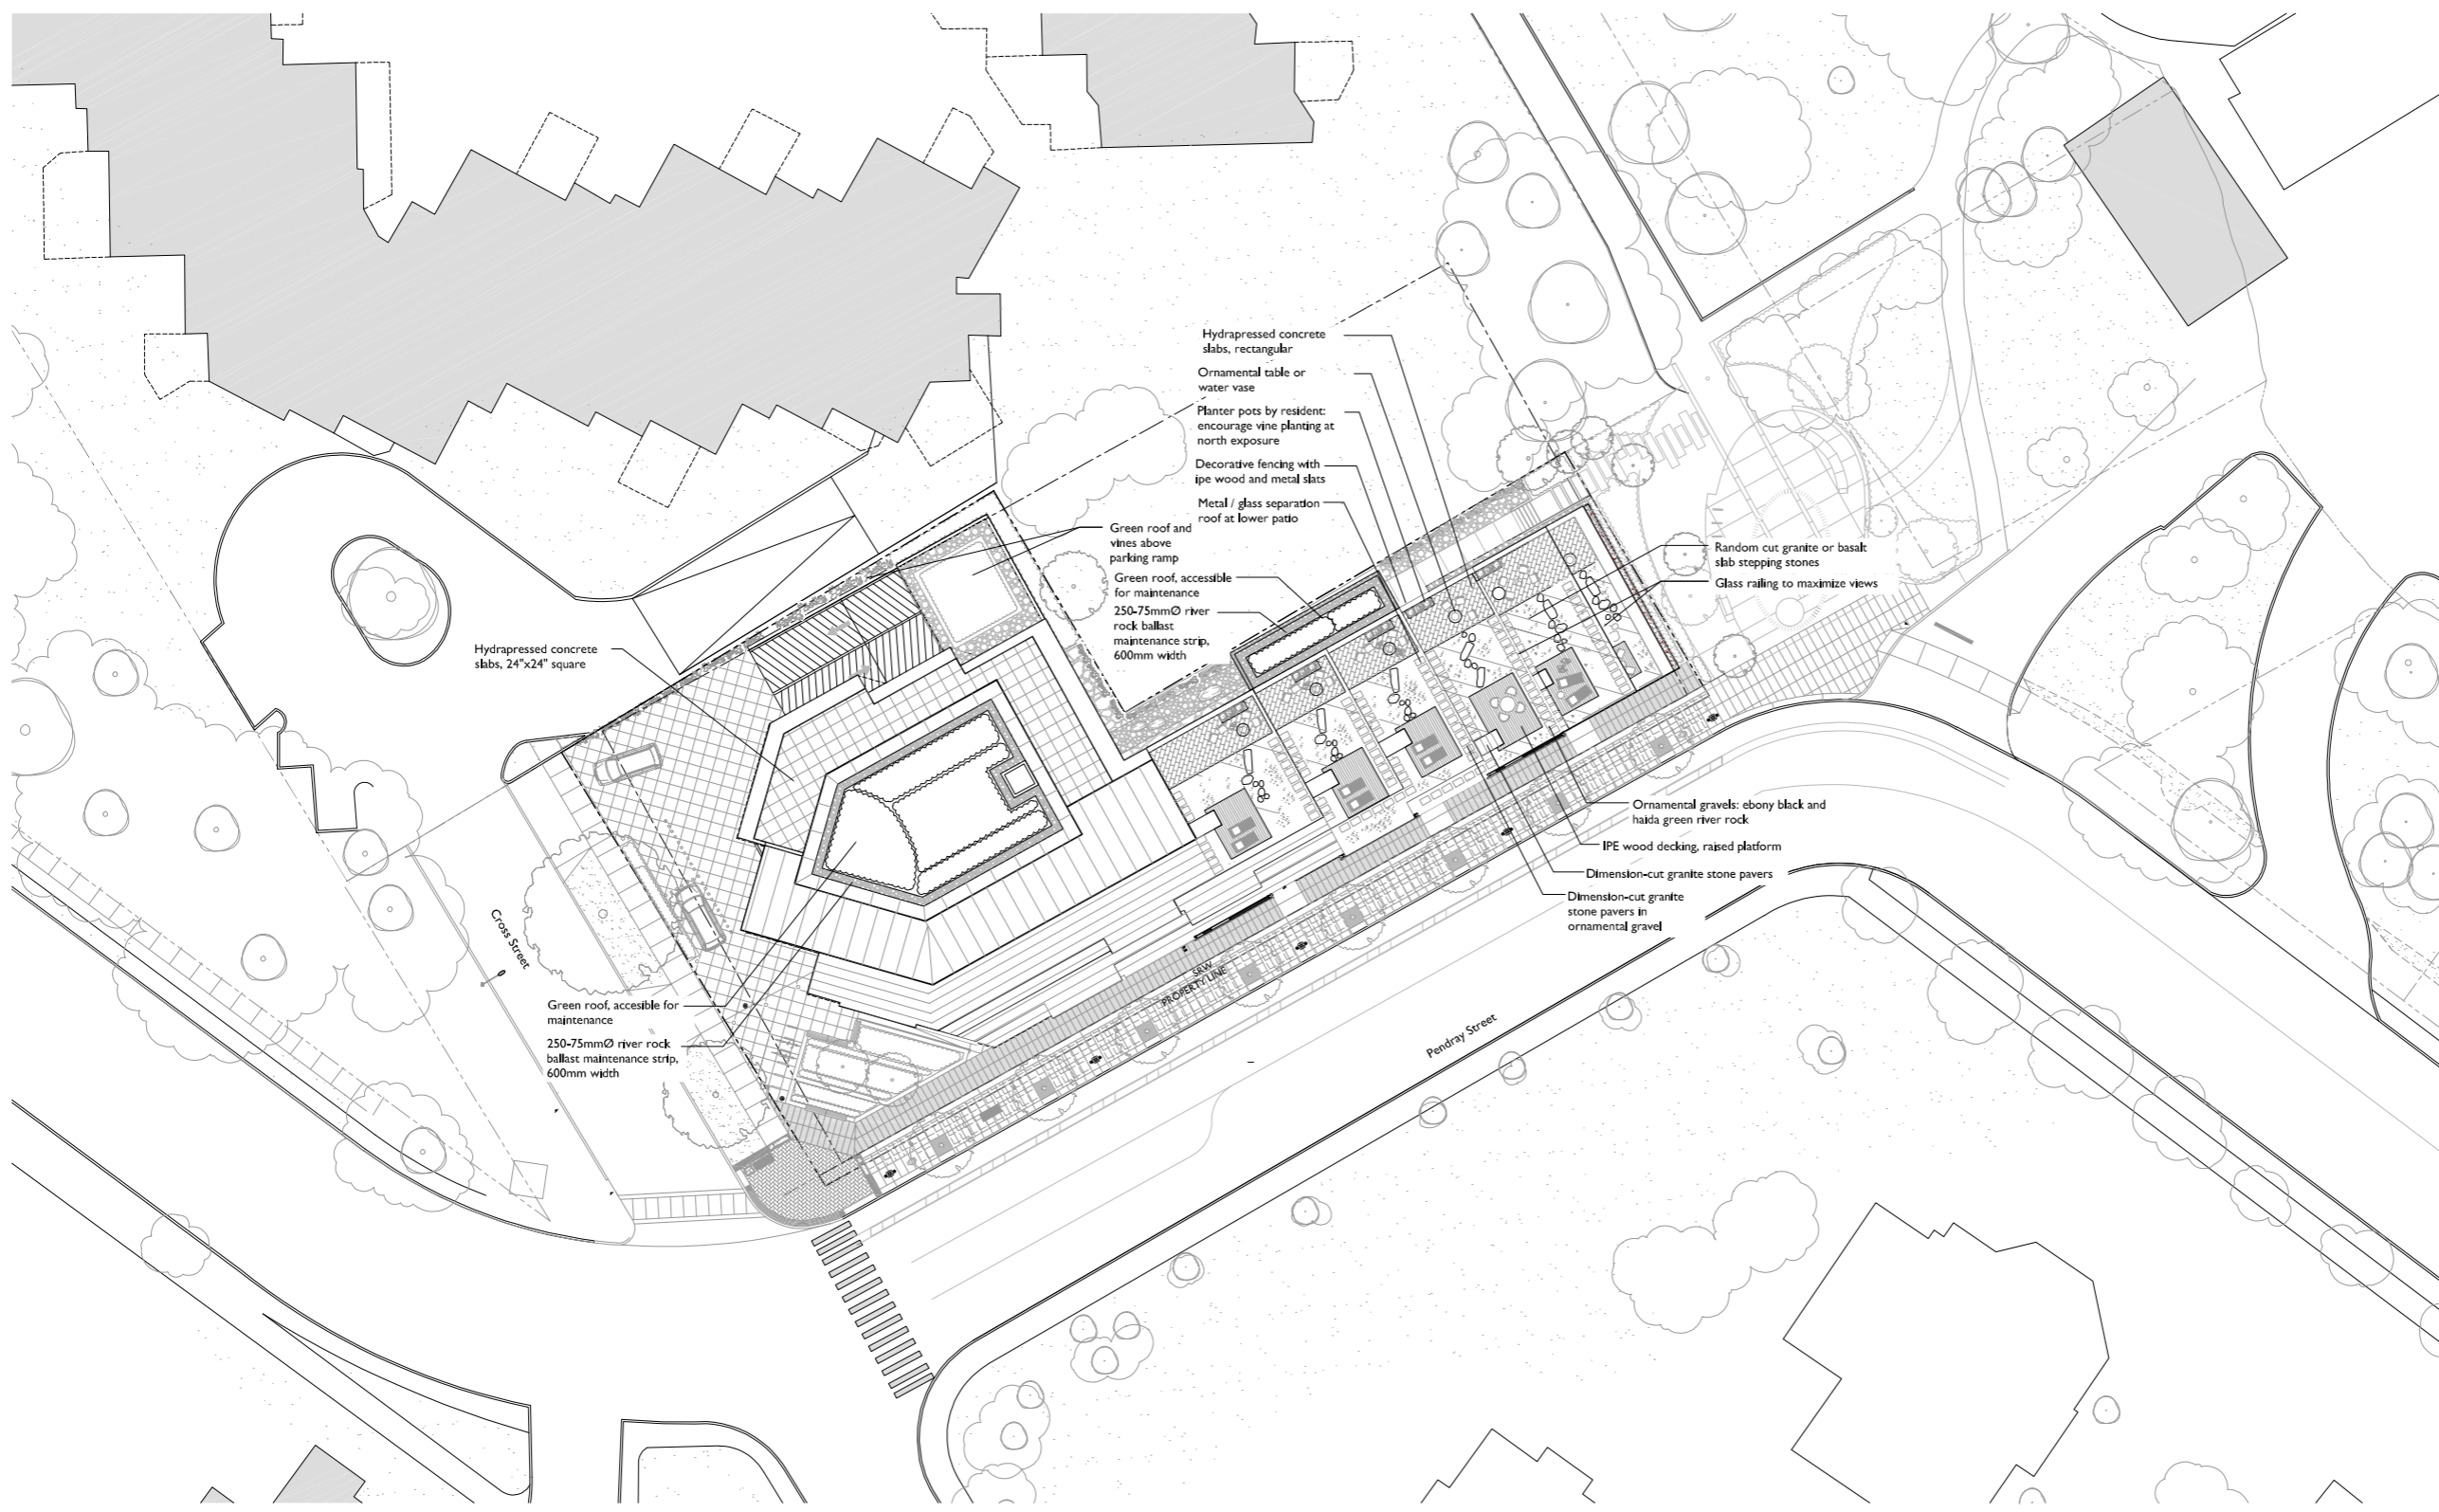 Hydrapressed concrete
slabs, rectangular
Ornamental table or
water vase
Planter pots by resident:
encourage vine planting at
north exposure
Decorative fencing with
ipe wood and metal slats
Metal / glass separation
roof at lower patio
Green roof and
vines above
parking ramp
Green roof, accessible
for maintenance
250-75mmØ river
rock ballast
maintenance strip,
600mm width
Random cut granite or basalt
slab stepping stones
Glass railing to maximize views
Hydrapressed concrete
slabs, 24"x24" square
Ornamental gravels: ebony black and
haida green river rock
IPE wood decking, raised platform
Dimension-cut granite stone pavers
Dimension-cut granite
stone pavers in
ornamental gravel
Cross Street
SRW
PROPERTY LINE
Green roof, accesible for
maintenance
250-75mmØ river rock
ballast maintenance strip,
600mm width
Pendray Street